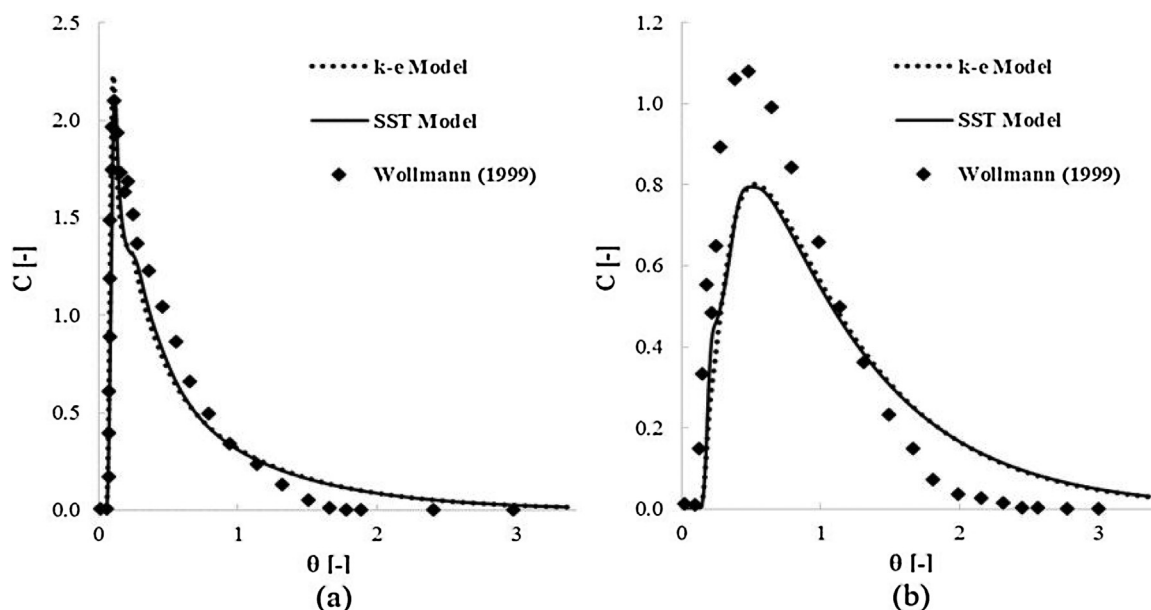 2.5
2.0
1.5
1.0
0.5
0.0
C [-]
k-e Model
SST Model
Wollmann (1999)
0
1
2
3
θ [-]
(a)
1.2
1.0
0.8
0.6
0.4
0.2
0.0
C [-]
k-e Model
SST Model
Wollmann (1999)
0
1
2
3
θ [-]
(b)